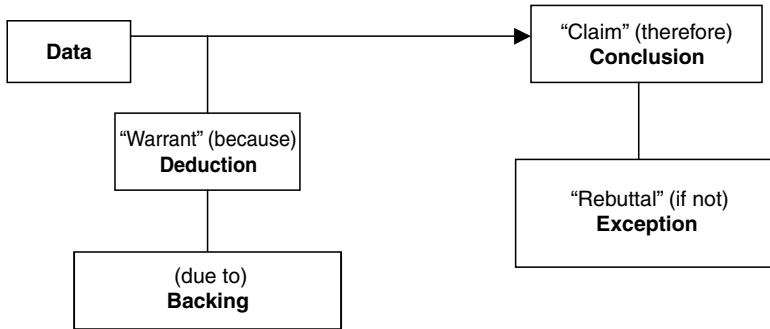 Data
“Claim” (therefore)
Conclusion
“Warrant” (because)
Deduction
“Rebuttal” (if not)
Exception
(due to)
Backing